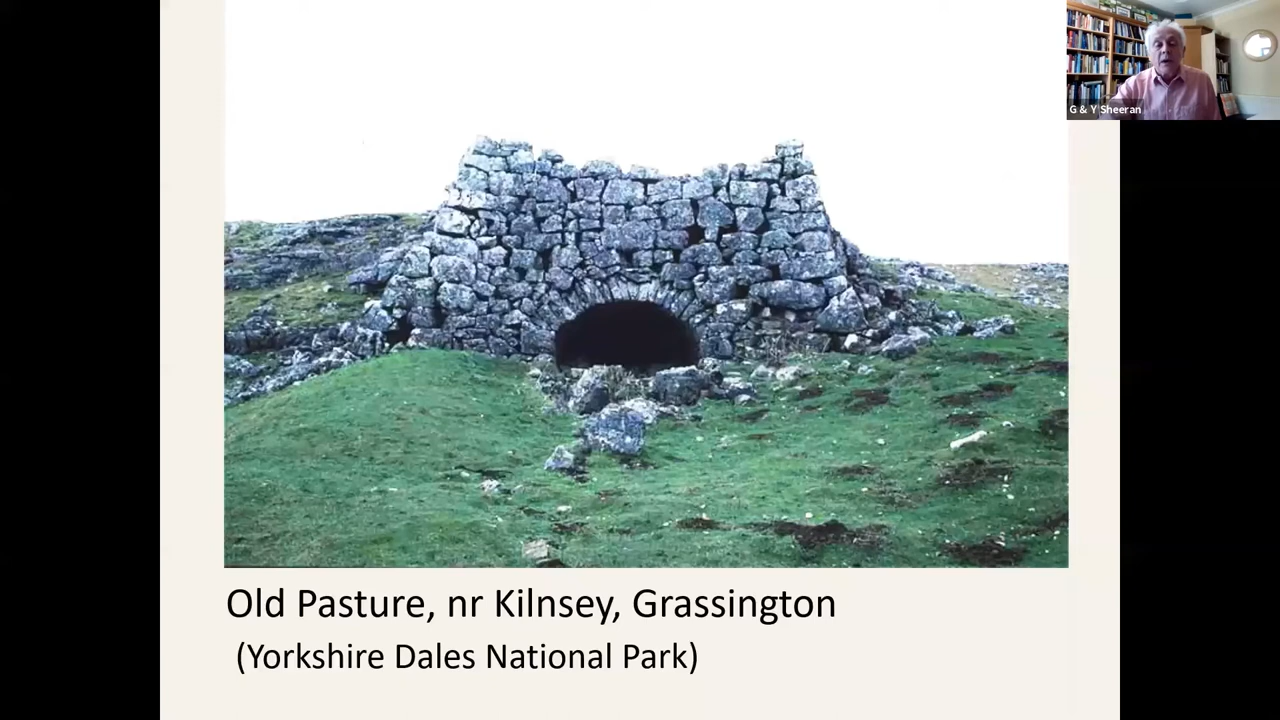 G & Y Sheeran
Old Pasture, nr Kilnsey, Grassington
(Yorkshire Dales National Park)